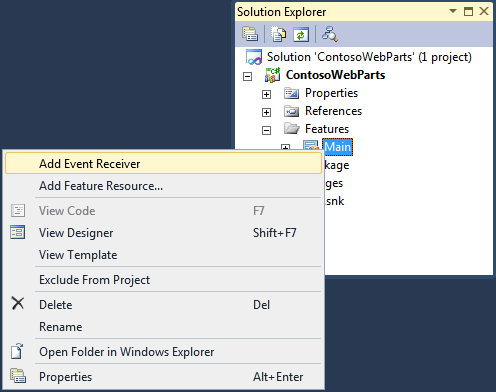 Solution Explorer
Solution 'ContosoWebParts' (1 project)
ContosoWebParts
Properties
References
Features
Main
kage
ges
snk
Add Event Receiver
Add Feature Resource...
View Code F7
View Designer Shift+F7
View Template
Exclude From Project
Delete Del
Rename
Open Folder in Windows Explorer
Properties Alt+Enter